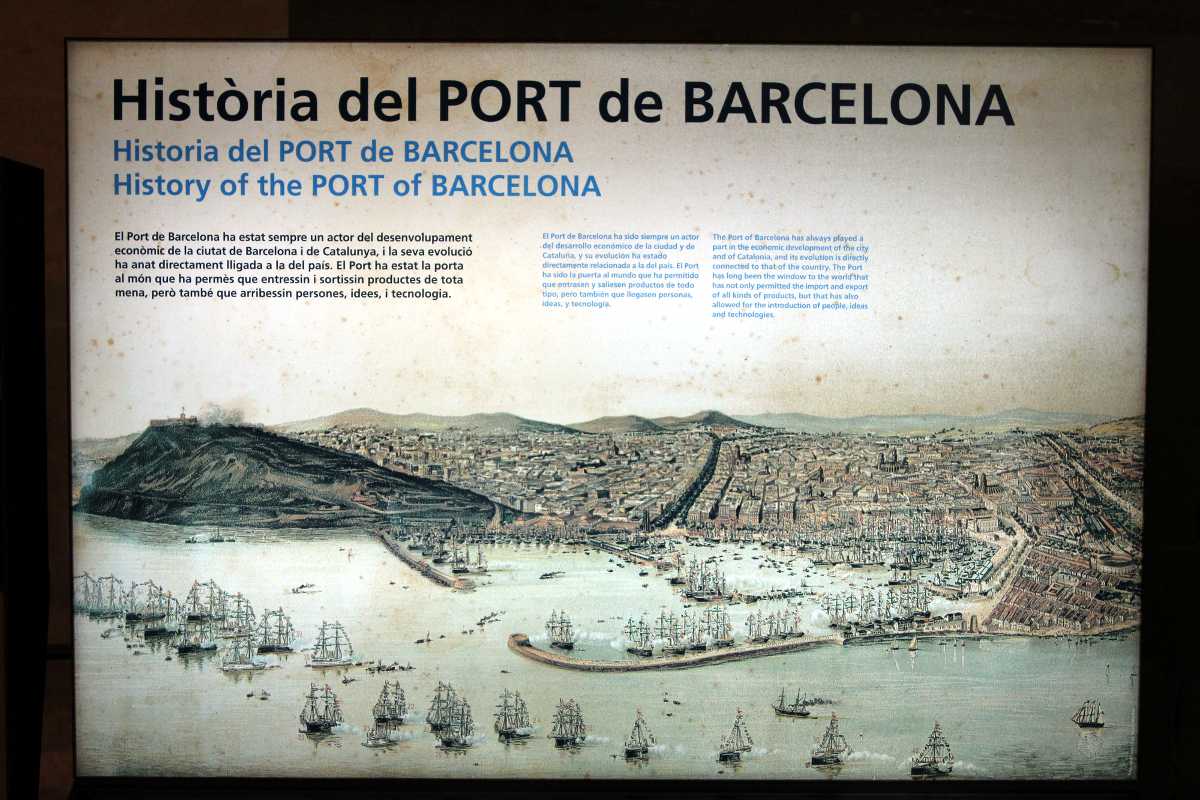 Història del PORT de BARCELONA
Historia del PORT de BARCELONA
History of the PORT of BARCELONA
El Port de Barcelona ha estat sempre un actor del desenvolupament
econòmic de la ciutat de Barcelona i de Catalunya, i la seva evolució
ha anat directament lligada a la del país. El Port ha estat la porta
al món que ha permès que entressin i sortissin productes de tota
mena, però també que arribessin persones, idees, i tecnologia.
El Port de Barcelona ha sido siempre un actor
del desarrollo económico de la ciudad y de
Cataluña, y su evolución ha estado
directamente relacionada a la del país. El Port
ha sido la puerta al mundo que ha permitido
que entrasen y saliesen productos de todo
tipo, pero también que llegasen personas,
ideas, y tecnología.
The Port of Barcelona has always played a
part in the economic development of the city
and of Catalonia, and its evolution is directly
connected to that of the country. The Port
has long been the window to the world that
has not only permitted the import and export
of all kinds of products, but that has also
allowed for the introduction of people, ideas
and technologies.